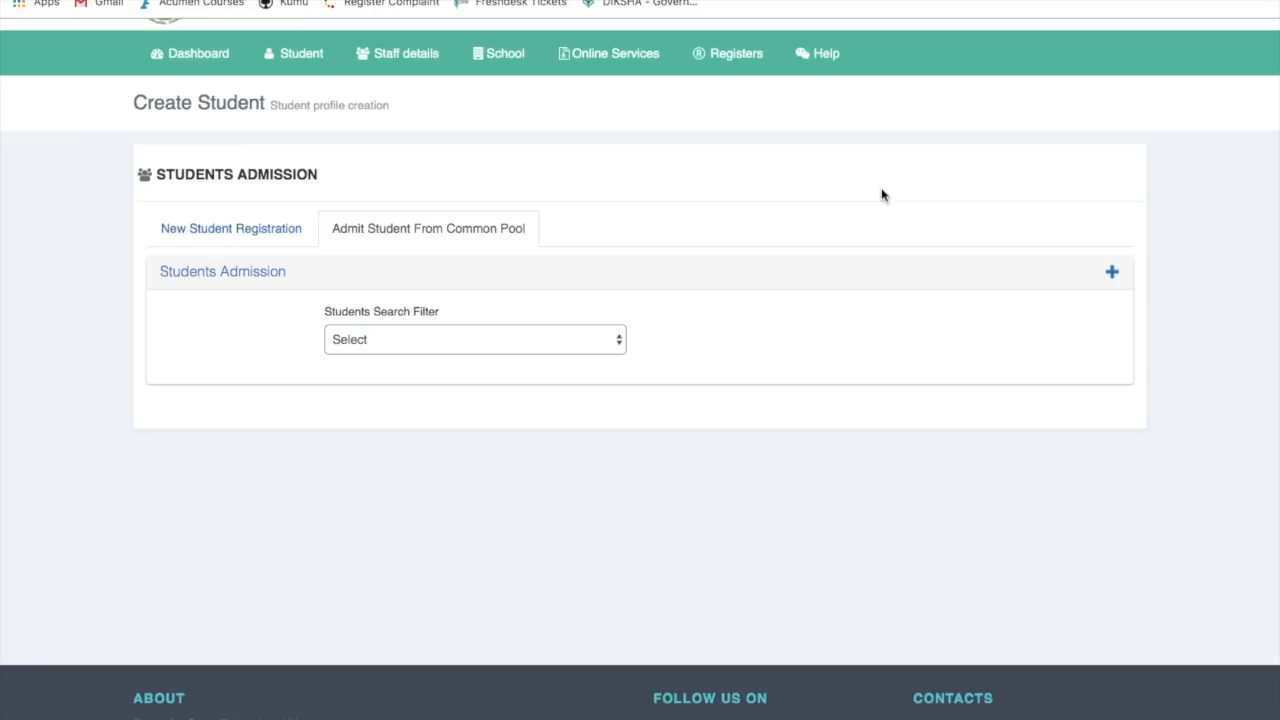 Apps Gmail Acumen Courses Kumu Register Complaint Freshdesk Tickets DIKSHA - Govern...
Dashboard Student Staff details School Online Services Registers Help
Create Student Student profile creation
STUDENTS ADMISSION
New Student Registration Admit Student From Common Pool
Students Admission
Students Search Filter
Select
ABOUT FOLLOW US ON CONTACTS